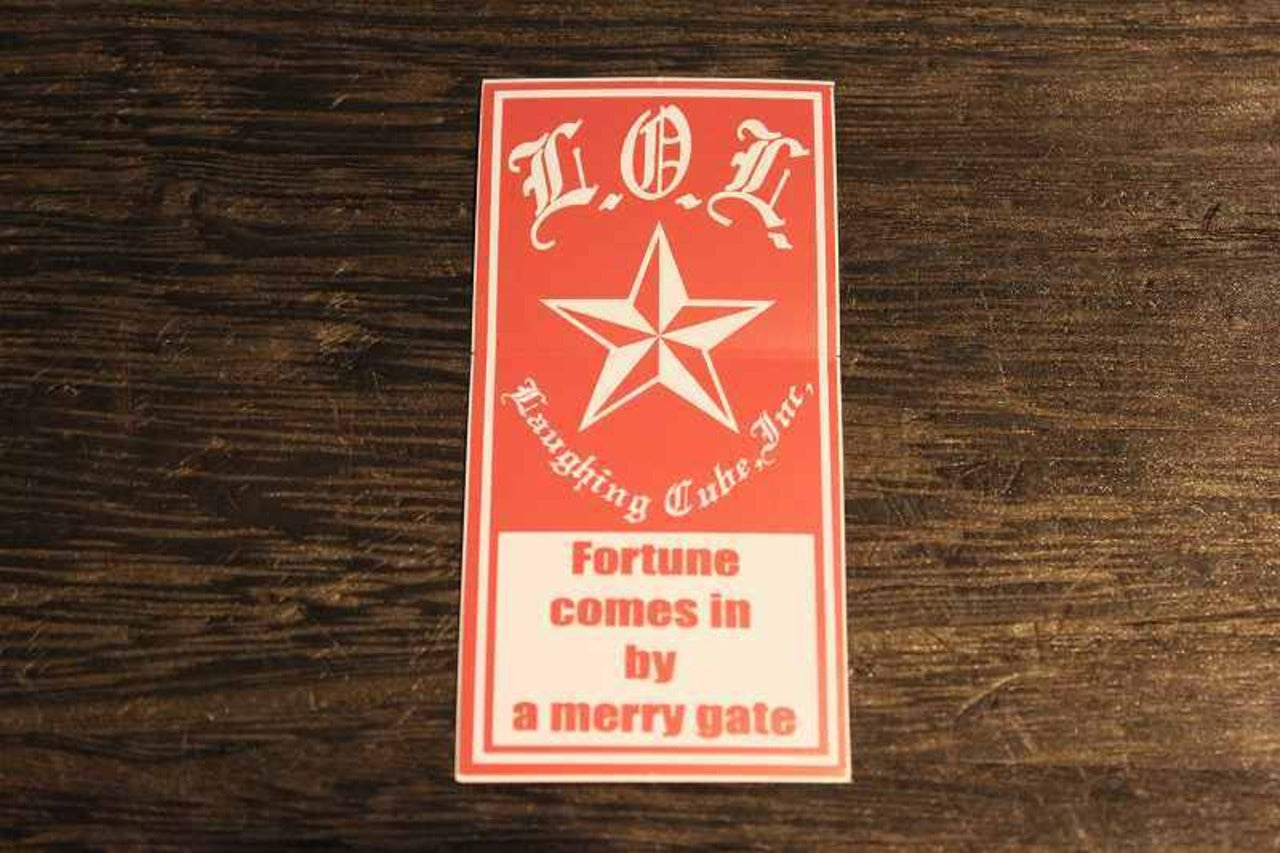 L.O.L.
Laughing Cube,Inc,
Fortune
comes in
by
a merry gate